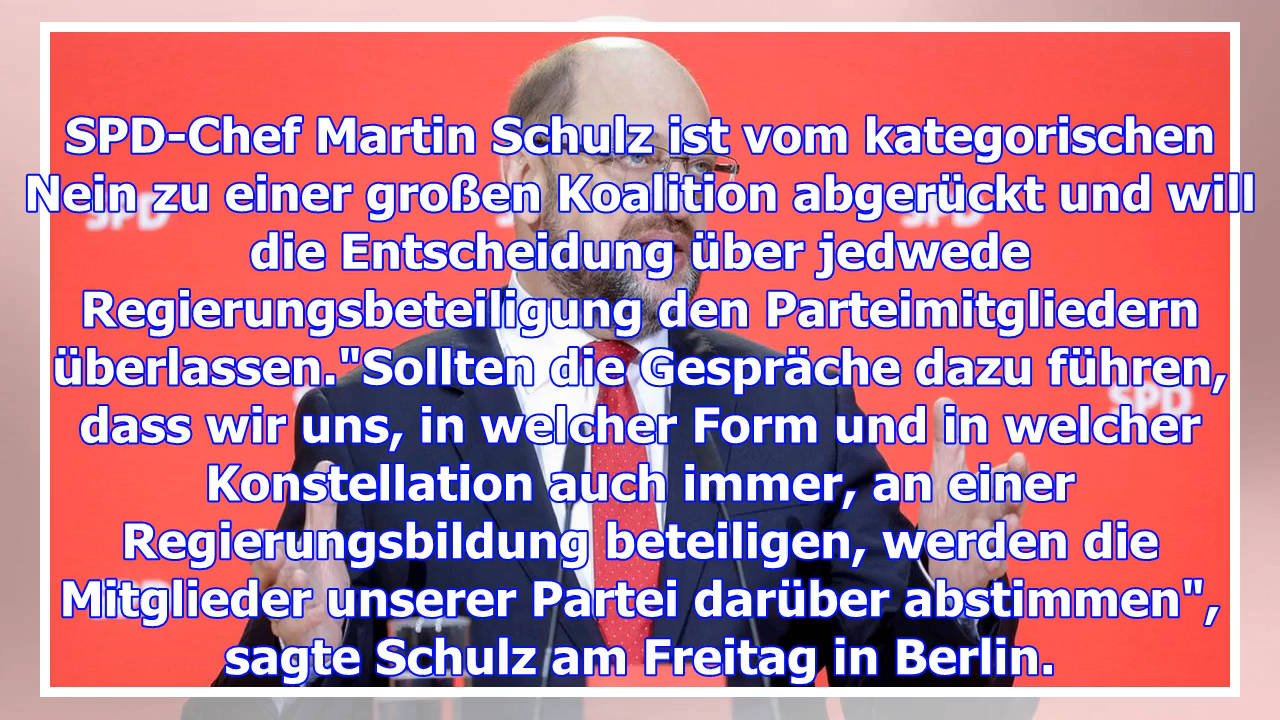 SPD-Chef Martin Schulz ist vom kategorischen
Nein zu einer großen Koalition abgerückt und will
die Entscheidung über jedwede
Regierungsbeteiligung den Parteimitgliedern
überlassen."Sollten die Gespräche dazu führen,
dass wir uns, in welcher Form und in welcher
Konstellation auch immer, an einer
Regierungsbildung beteiligen, werden die
Mitglieder unserer Partei darüber abstimmen",
sagte Schulz am Freitag in Berlin.
SPD
SPD
SPD